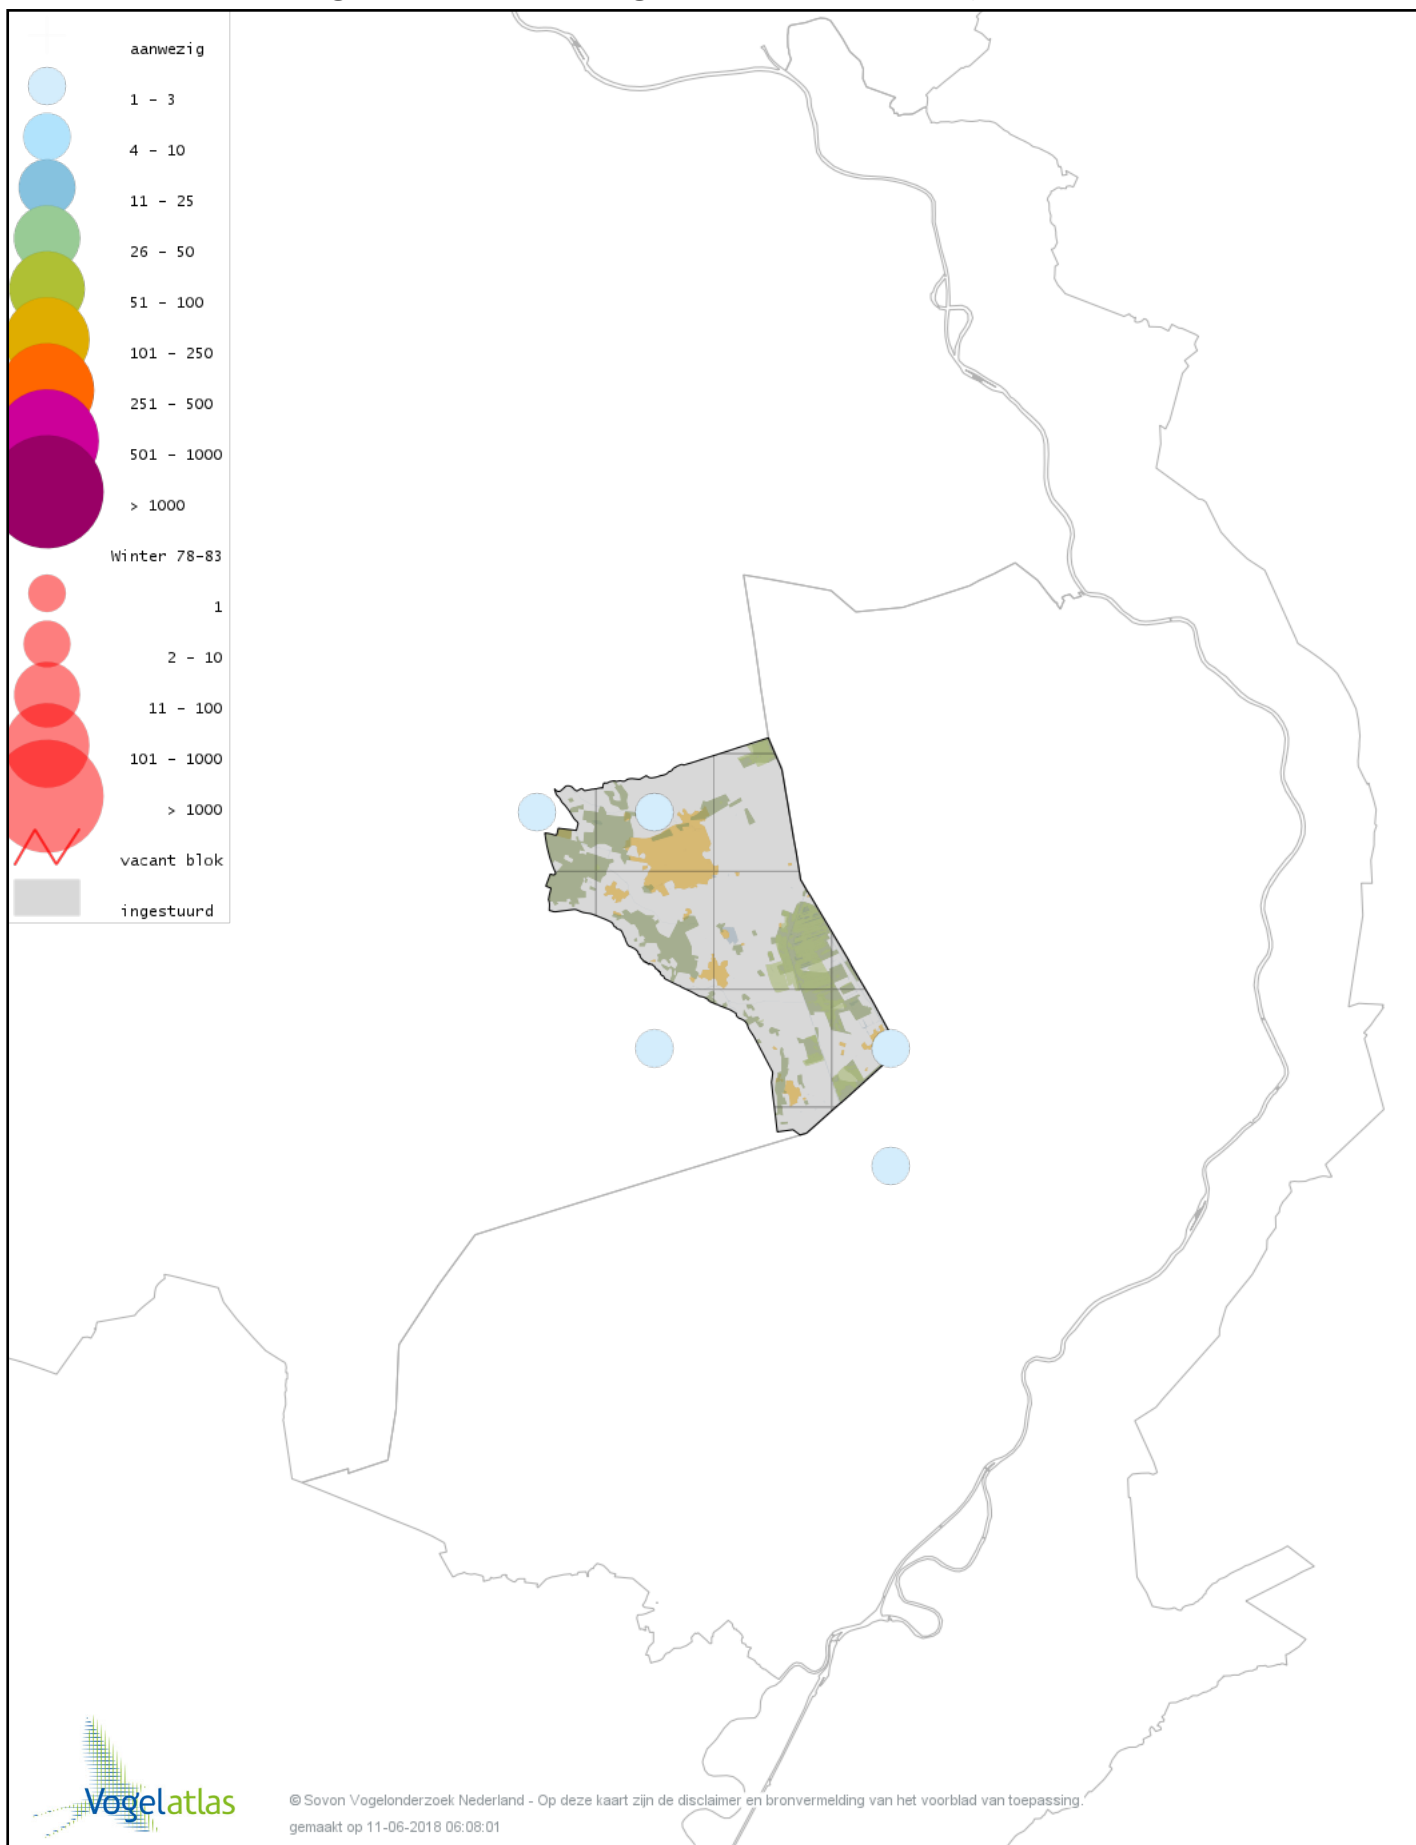 aanwezig
1 - 3
4 - 10
11 - 25
26 - 50
51 - 100
101 - 250
251 - 500
501 - 1000
> 1000
Winter 78-83
1
2 - 10
11 - 100
101 - 1000
> 1000
vacant blok
ingestuurd
Vogelatlas
© Sovon Vogelonderzoek Nederland - Op deze kaart zijn de disclaimer en bronvermelding van het voorblad van toepassing.
gemaakt op 11-06-2018 06:08:01